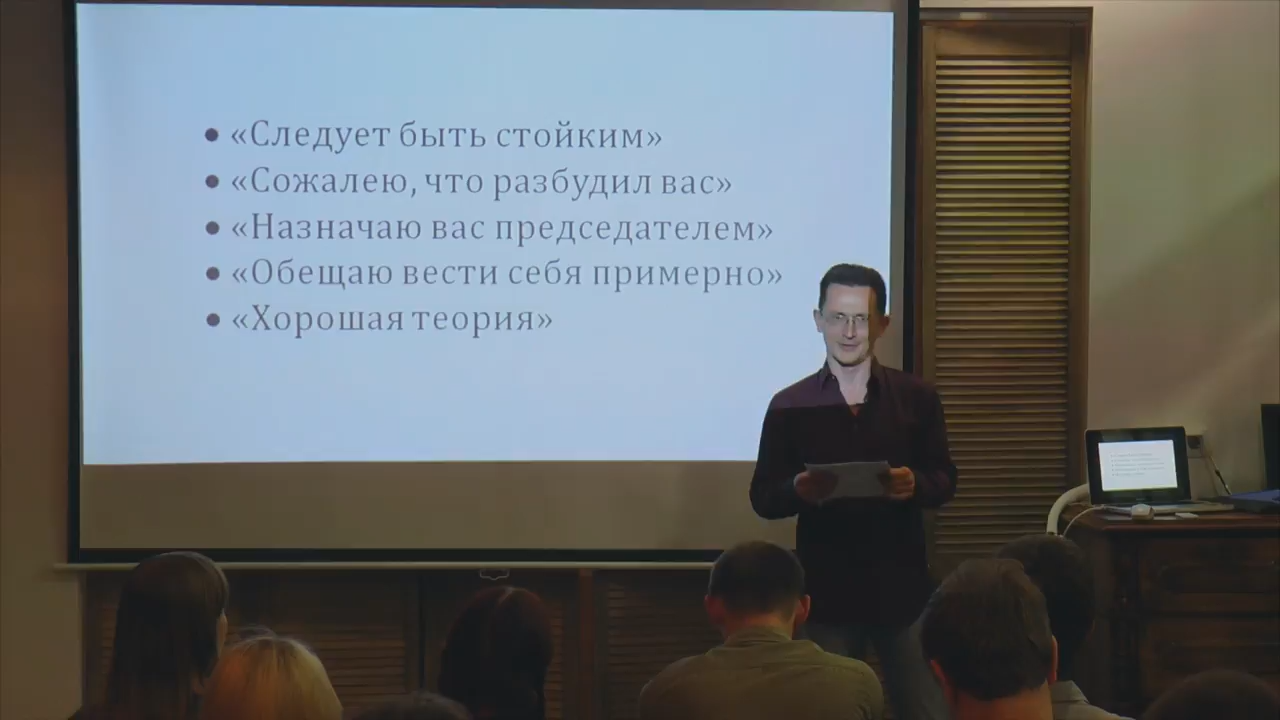 • «Следует быть стойким»
• «Сожалею, что разбудил вас»
• «Назначаю вас председателем»
• «Обещаю вести себя примерно»
• «Хорошая теория»